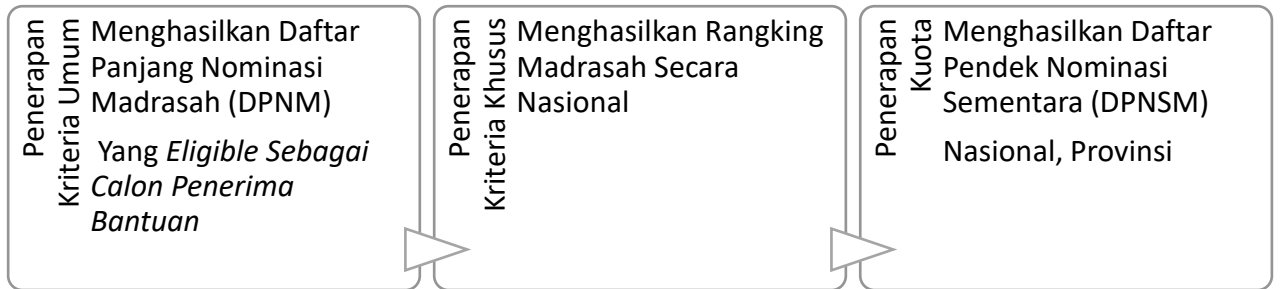 Penerapan
Kriteria Umum
Menghasilkan Daftar
Panjang Nominasi
Madrasah (DPNM)
Yang Eligible Sebagai
Calon Penerima
Bantuan
Penerapan
Kriteria Khusus
Menghasilkan Rangking
Madrasah Secara
Nasional
Penerapan
Kuota
Menghasilkan Daftar
Pendek Nominasi
Sementara (DPNSM)
Nasional, Provinsi